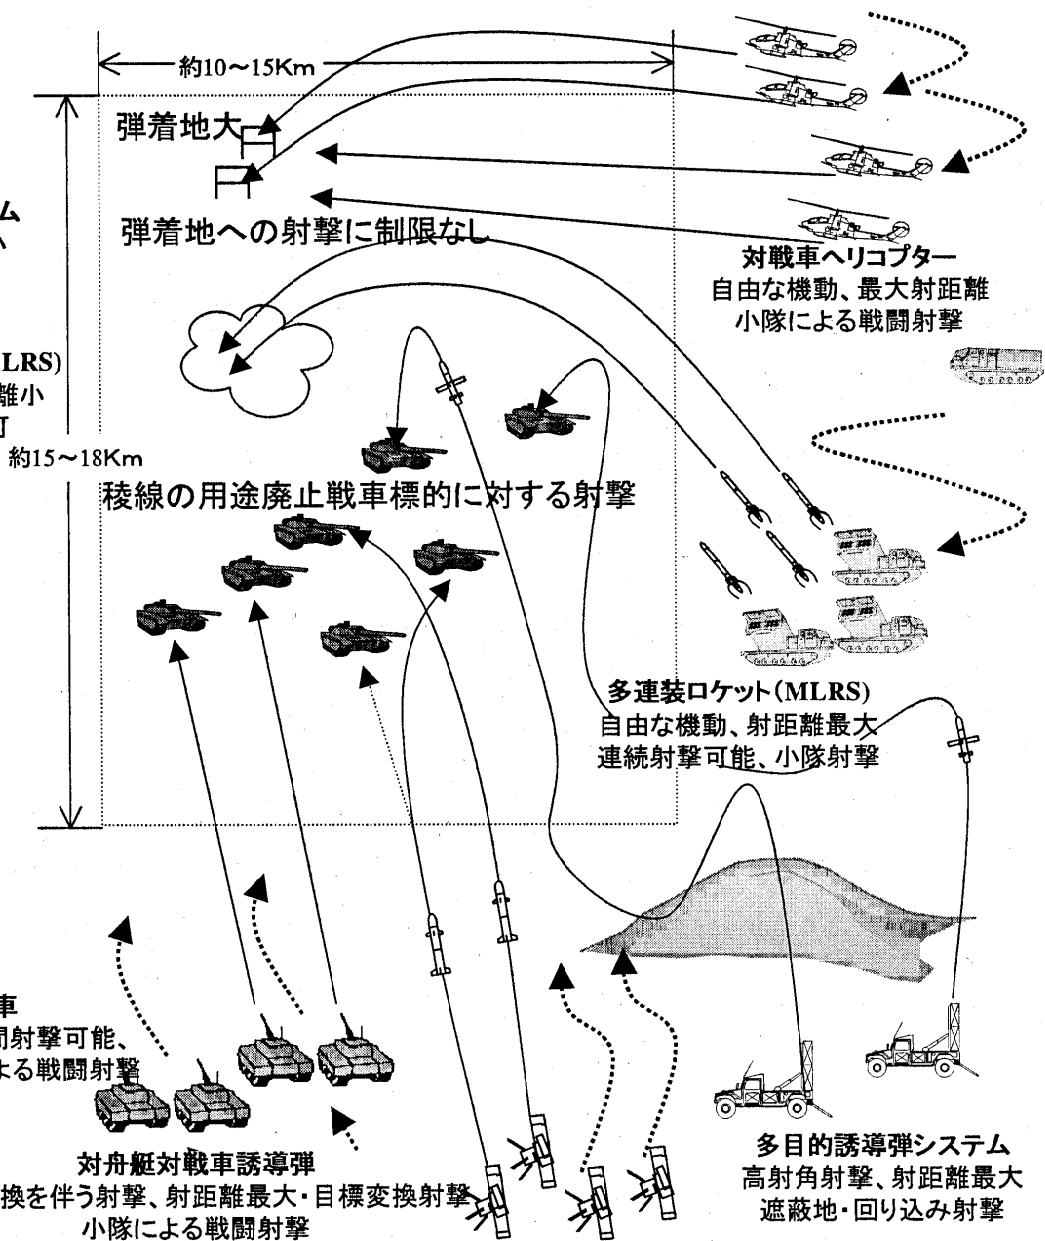 約10～15Km
弾着地大
弾着地への射撃に制限なし
ム
対戦車ヘリコプター
自由な機動、最大射距離
小隊による戦闘射撃
LRS)
離小
約15～18Km
稜線の用途廃止戦車標的に対する射撃
多連装ロケット(MLRS)
自由な機動、射距離最大
連続射撃可能、小隊射撃
車
間射撃可能、
よる戦闘射撃
対舟艇対戦車誘導弾
換を伴う射撃、射距離最大・目標変換射撃
小隊による戦闘射撃
多目的誘導弾システム
高射角射撃、射距離最大
遮蔽地・回り込み射撃